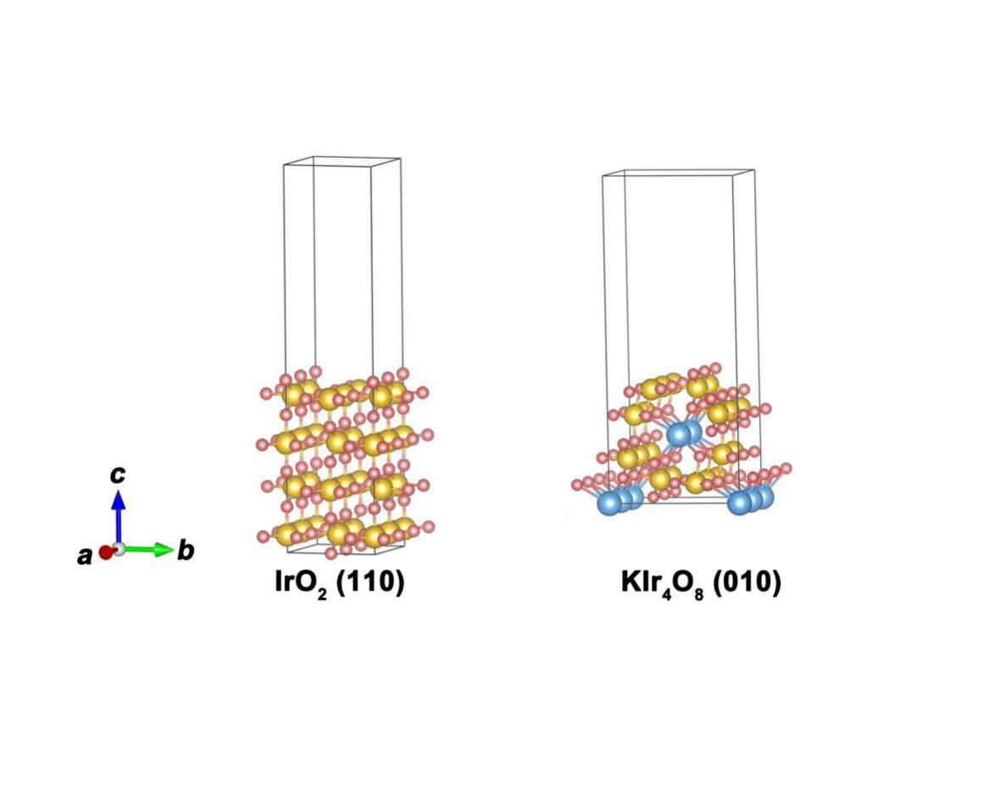 c
a
b
IrO₂ (110)
KIr₄O₈ (010)